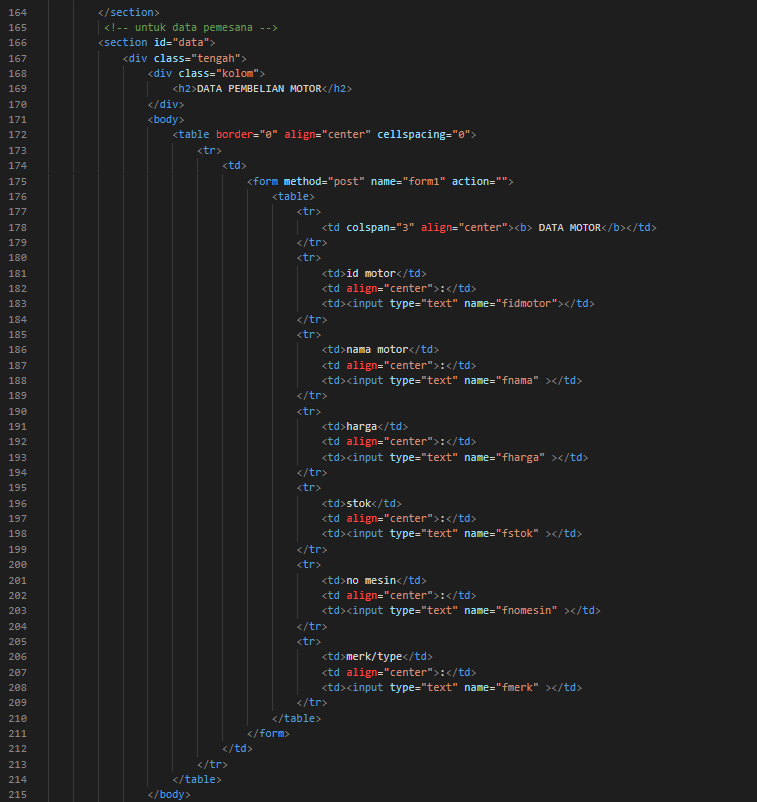 164 </section>
165 <!-- untuk data pemesana -->
166 <section id="data">
167 <div class="tengah">
168 <div class="kolom">
169 <h2>DATA PEMBELIAN MOTOR</h2>
170 </div>
171 <body>
172 <table border="0" align="center" cellspacing="0">
173 <tr>
174 <td>
175 <form method="post" name="form1" action="">
176 <table>
177 <tr>
178 <td colspan="3" align="center"><b> DATA MOTOR</b></td>
179 </tr>
180 <tr>
181 <td>id motor</td>
182 <td align="center">:</td>
183 <td><input type="text" name="fidmotor"></td>
184 </tr>
185 <tr>
186 <td>nama motor</td>
187 <td align="center">:</td>
188 <td><input type="text" name="fnama" ></td>
189 </tr>
190 <tr>
191 <td>harga</td>
192 <td align="center">:</td>
193 <td><input type="text" name="fharga" ></td>
194 </tr>
195 <tr>
196 <td>stok</td>
197 <td align="center">:</td>
198 <td><input type="text" name="fstok" ></td>
199 </tr>
200 <tr>
201 <td>no mesin</td>
202 <td align="center">:</td>
203 <td><input type="text" name="fnomesin" ></td>
204 </tr>
205 <tr>
206 <td>merk/type</td>
207 <td align="center">:</td>
208 <td><input type="text" name="fmerk" ></td>
209 </tr>
210 </table>
211 </form>
212 </td>
213 </tr>
214 </table>
215 </body>